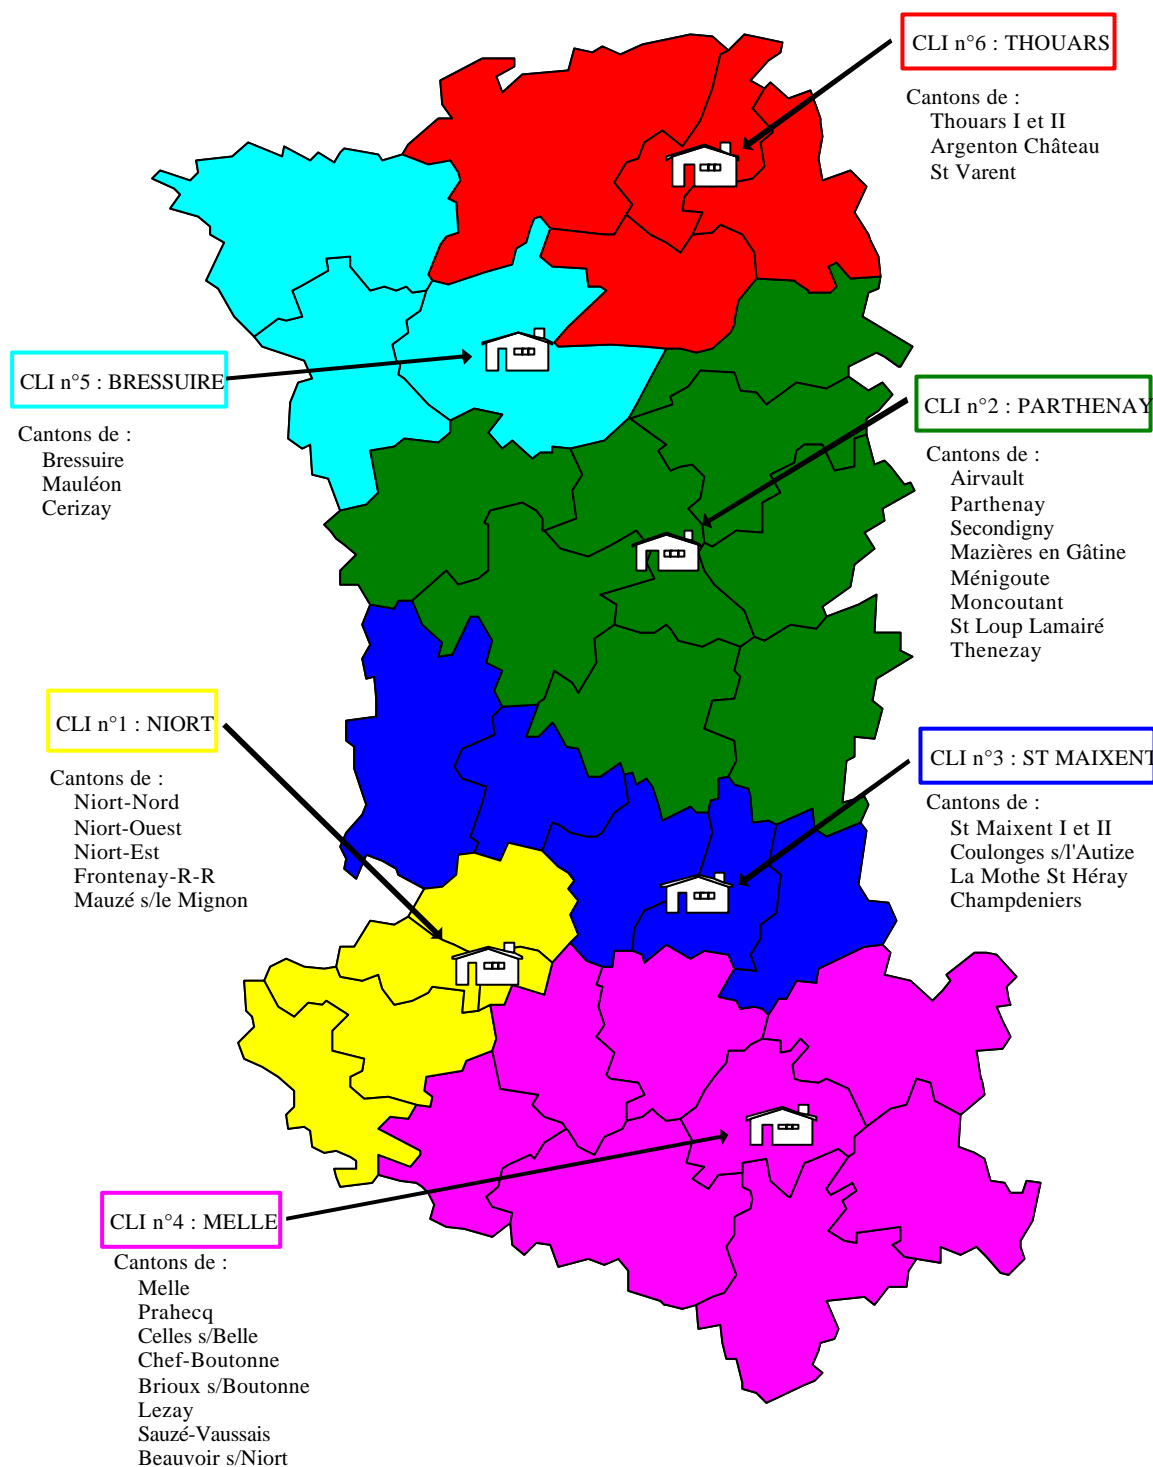 CLI n°6 : THOUARS
Cantons de :
Thouars I et II
Argenton Château
St Varent
CLI n°5 : BRESSUIRE
Cantons de :
Bressuire
Mauléon
Cerizay
CLI n°2 : PARTHENAY
Cantons de :
Airvault
Parthenay
Secondigny
Mazières en Gâtine
Ménigoute
Moncoutant
St Loup Lamairé
Thenezay
CLI n°1 : NIORT
Cantons de :
Niort-Nord
Niort-Ouest
Niort-Est
Frontenay-R-R
Mauzé s/le Mignon
CLI n°3 : ST MAIXENT
Cantons de :
St Maixent I et II
Coulonges s/l'Autize
La Mothe St Héray
Champdeniers
CLI n°4 : MELLE
Cantons de :
Melle
Prahecq
Celles s/Belle
Chef-Boutonne
Brioux s/Boutonne
Lezay
Sauzé-Vaussais
Beauvoir s/Niort